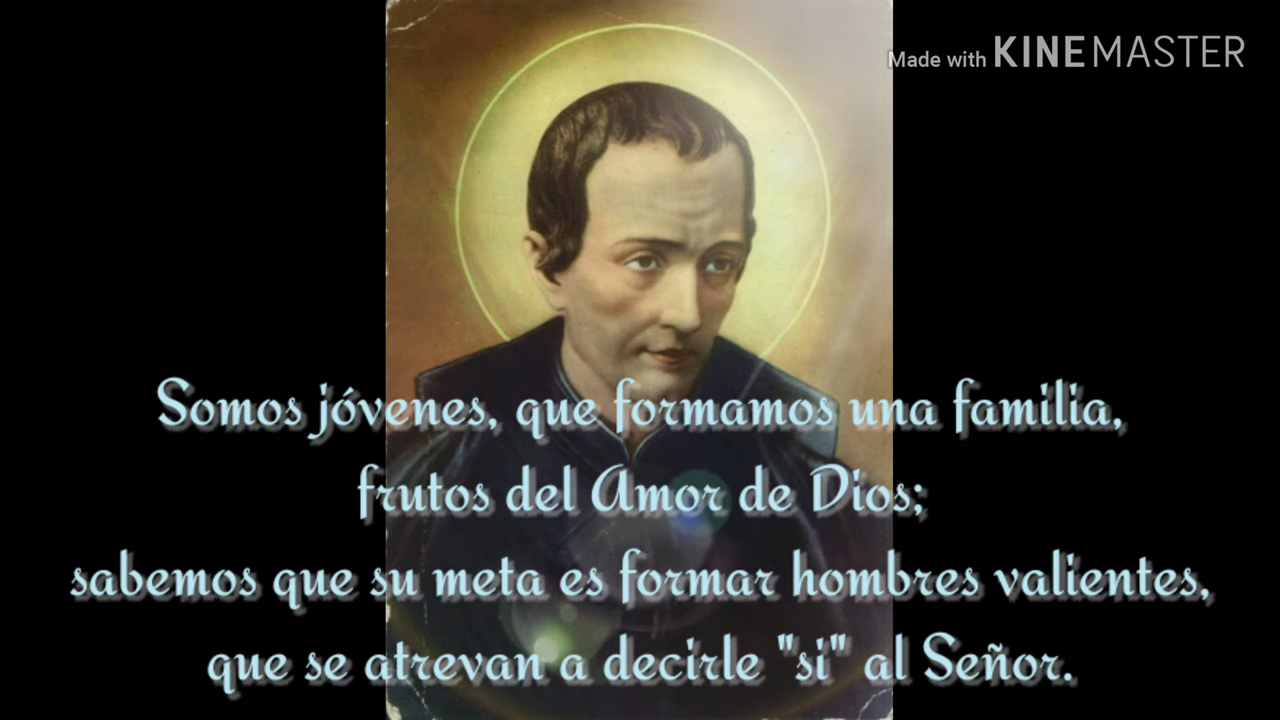 Made with KINEMASTER
Somos jóvenes, que formamos una familia,
frutos del Amor de Dios;
sabemos que su meta es formar hombres valientes,
que se atrevan a decirle "si" al Señor.